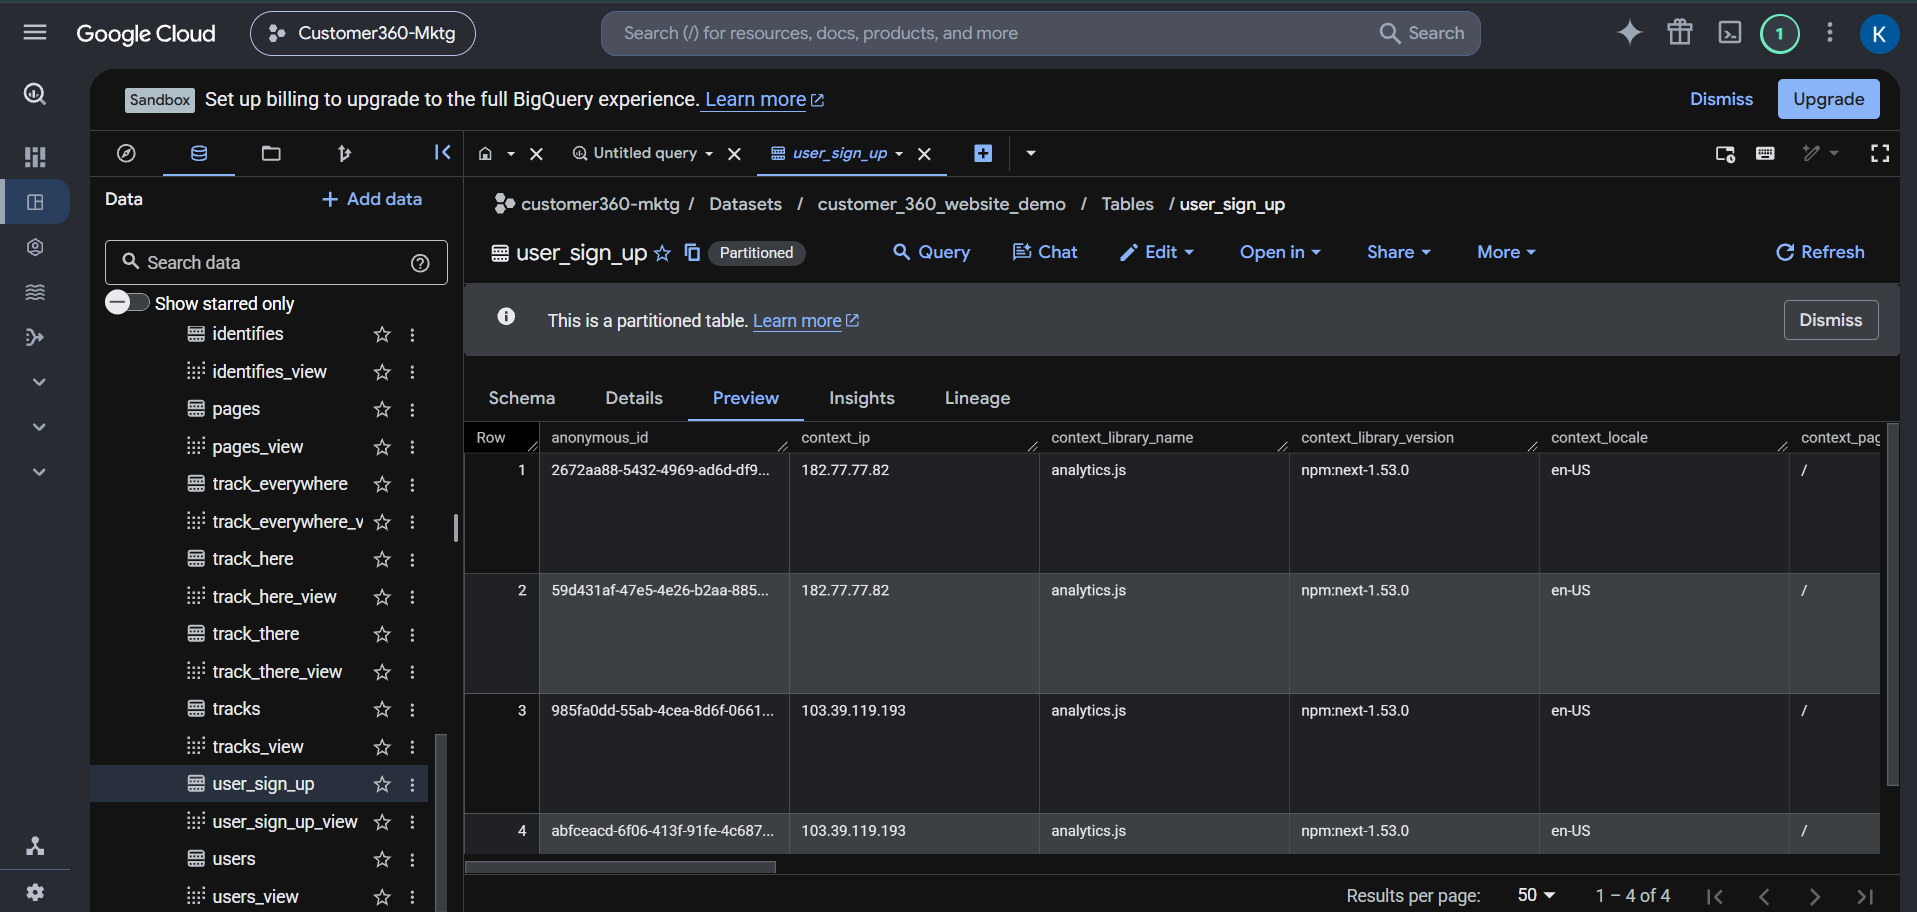 Google Cloud
Customer360-Mktg
Search (/) for resources, docs, products, and more
Search
1
K
Sandbox
Set up billing to upgrade to the full BigQuery experience. Learn more
Dismiss
Upgrade
Untitled query
user_sign_up
Data
Add data
Search data
Show starred only
identifies
identifies_view
pages
pages_view
track_everywhere
track_everywhere_v
track_here
track_here_view
track_there
track_there_view
tracks
tracks_view
user_sign_up
user_sign_up_view
users
users_view
customer360-mktg / Datasets / customer_360_website_demo / Tables / user_sign_up
user_sign_up
Partitioned
Query
Chat
Edit
Open in
Share
More
Refresh
This is a partitioned table. Learn more
Dismiss
Schema Details Preview Insights Lineage
Row anonymous_id context_ip context_library_name context_library_version context_locale context_pag
1 2672aa88-5432-4969-ad6d-df9... 182.77.77.82 analytics.js npm:next-1.53.0 en-US /
2 59d431af-47e5-4e26-b2aa-885... 182.77.77.82 analytics.js npm:next-1.53.0 en-US /
3 985fa0dd-55ab-4cea-8d6f-0661... 103.39.119.193 analytics.js npm:next-1.53.0 en-US /
4 abfceacd-6f06-413f-91fe-4c687... 103.39.119.193 analytics.js npm:next-1.53.0 en-US /
Results per page: 50 1 – 4 of 4